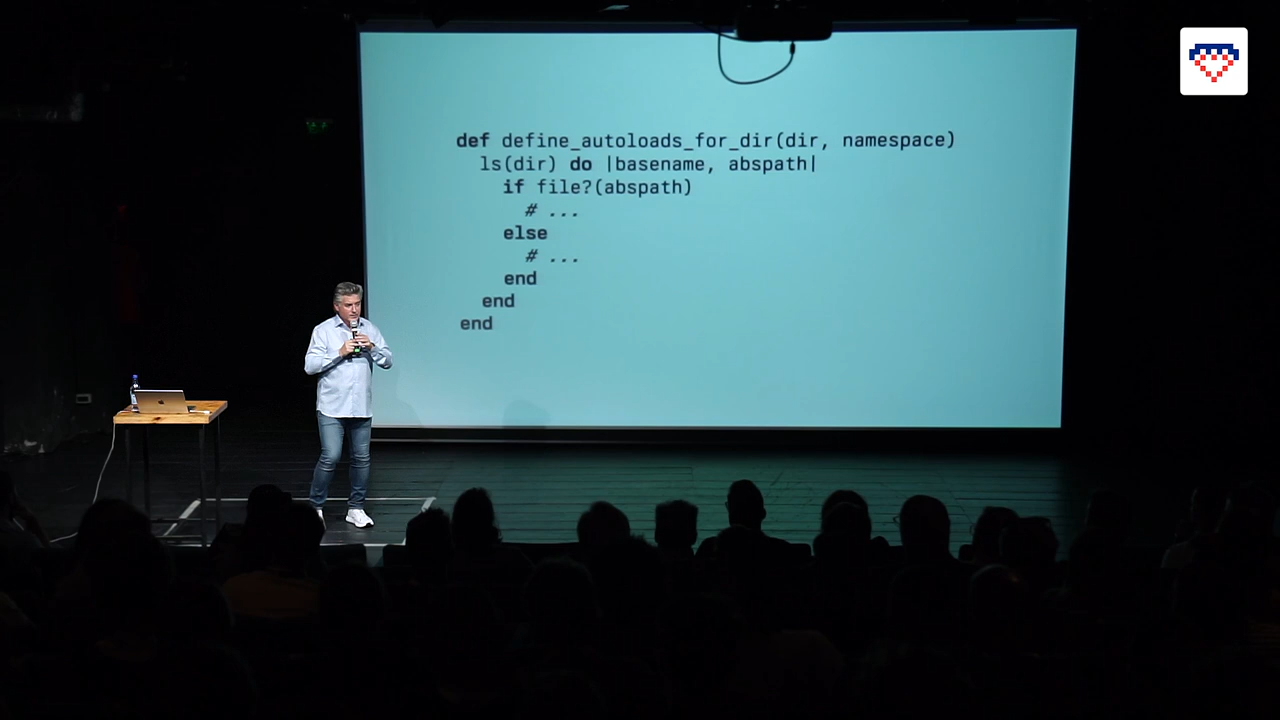 def define_autoloads_for_dir(dir, namespace)
  ls(dir) do |basename, abspath|
    if file?(abspath)
      # ...
    else
      # ...
    end
  end
end